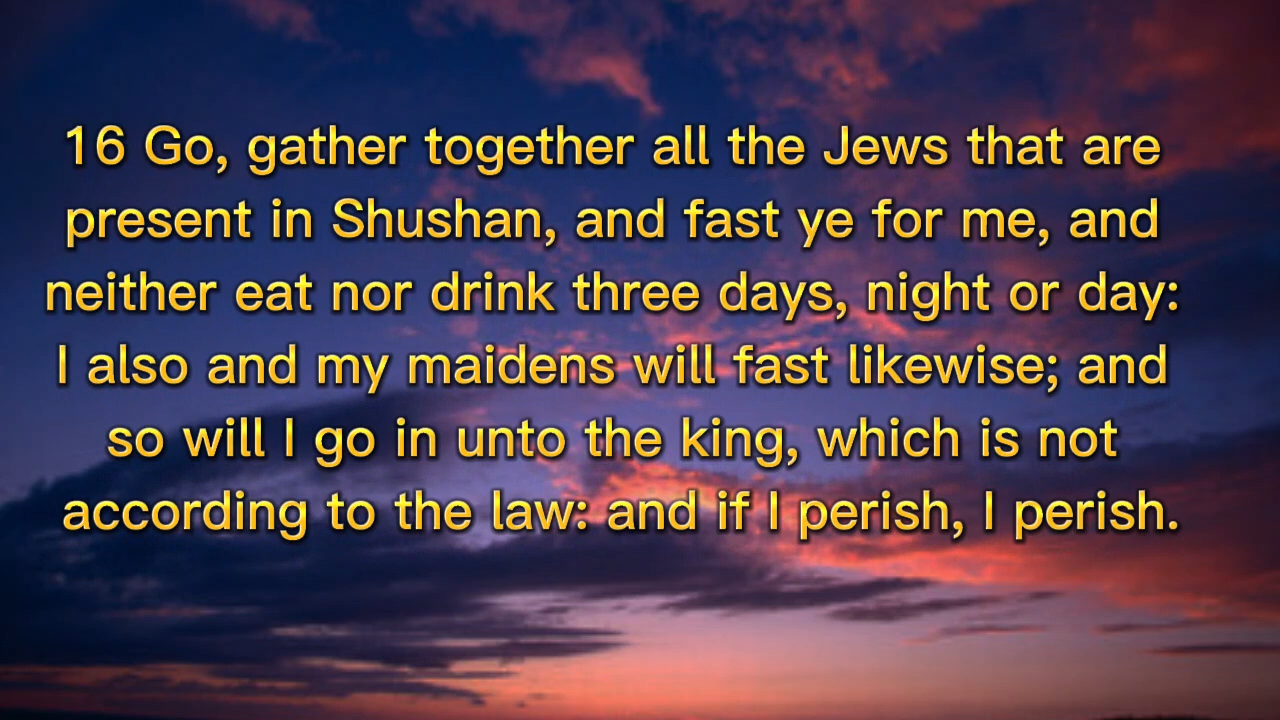 16 Go, gather together all the Jews that are
present in Shushan, and fast ye for me, and
neither eat nor drink three days, night or day:
I also and my maidens will fast likewise; and
so will I go in unto the king, which is not
according to the law: and if I perish, I perish.